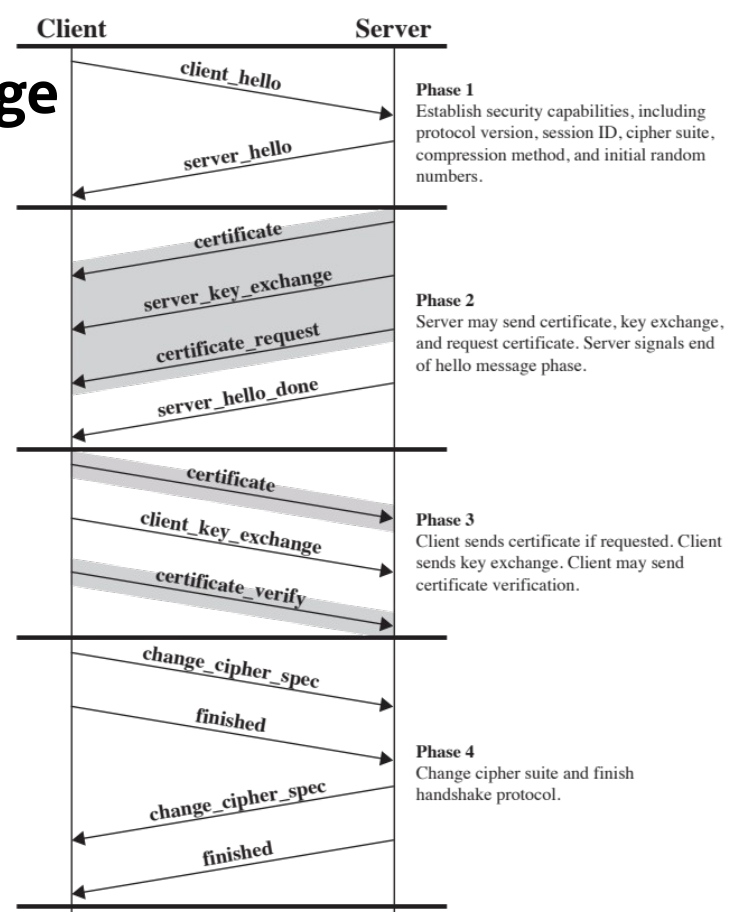 Client
Server
ge
client_hello
server_hello
Phase 1
Establish security capabilities, including
protocol version, session ID, cipher suite,
compression method, and initial random
numbers.
certificate
server_key_exchange
certificate_request
server_hello_done
Phase 2
Server may send certificate, key exchange,
and request certificate. Server signals end
of hello message phase.
certificate
client_key_exchange
certificate_verify
Phase 3
Client sends certificate if requested. Client
sends key exchange. Client may send
certificate verification.
change_cipher_spec
finished
change_cipher_spec
finished
Phase 4
Change cipher suite and finish
handshake protocol.